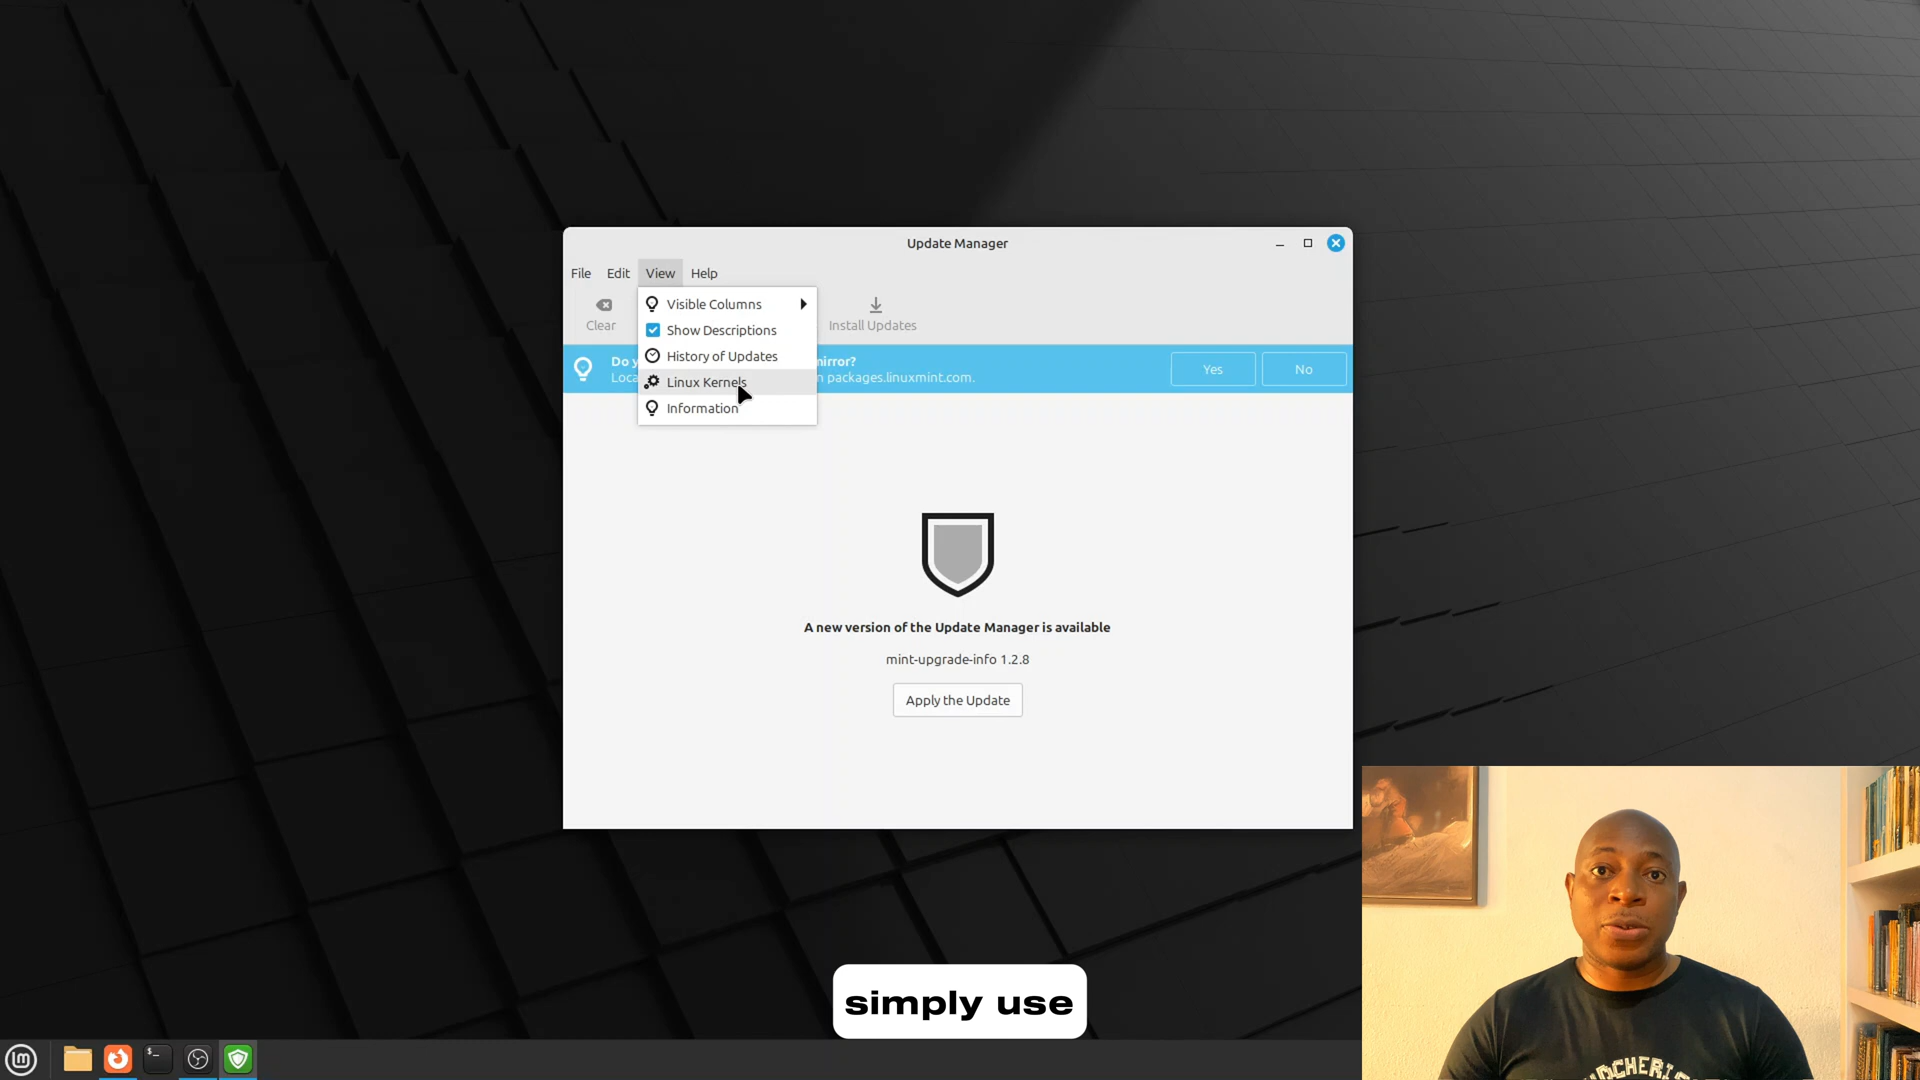 Update Manager
File Edit View Help
Visible Columns
Show Descriptions
History of Updates
Linux Kernels
Information
Clear
Install Updates
Do y
mirror?
Loca
n packages.linuxmint.com.
Yes
No
A new version of the Update Manager is available
mint-upgrade-info 1.2.8
Apply the Update
simply use